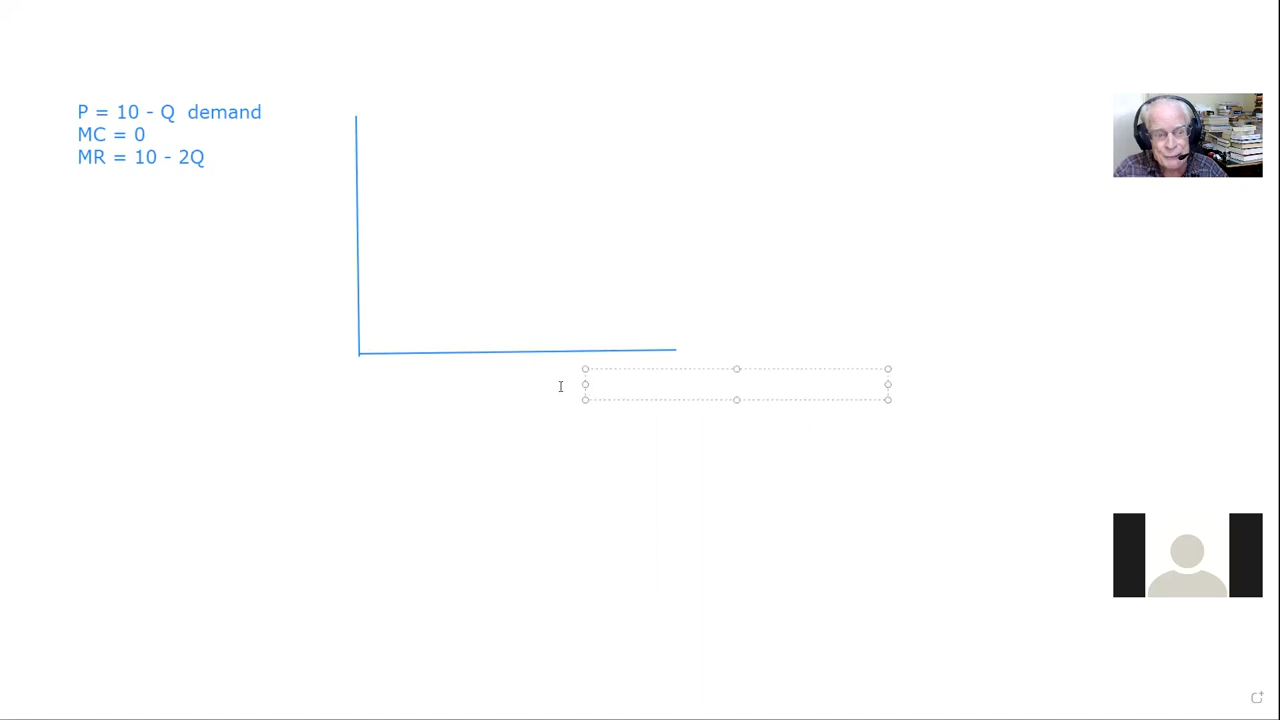 P = 10 - Q demand
MC = 0
MR = 10 - 2Q